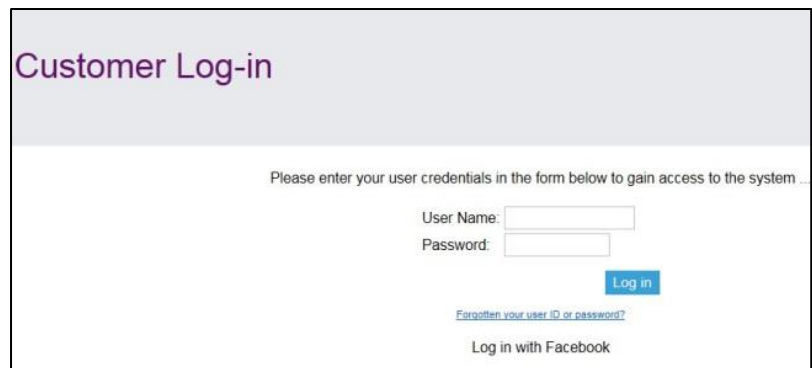 Customer Log-in
Please enter your user credentials in the form below to gain access to the system ...
User Name:
Password:
Log in
Forgotten your user ID or password?
Log in with Facebook